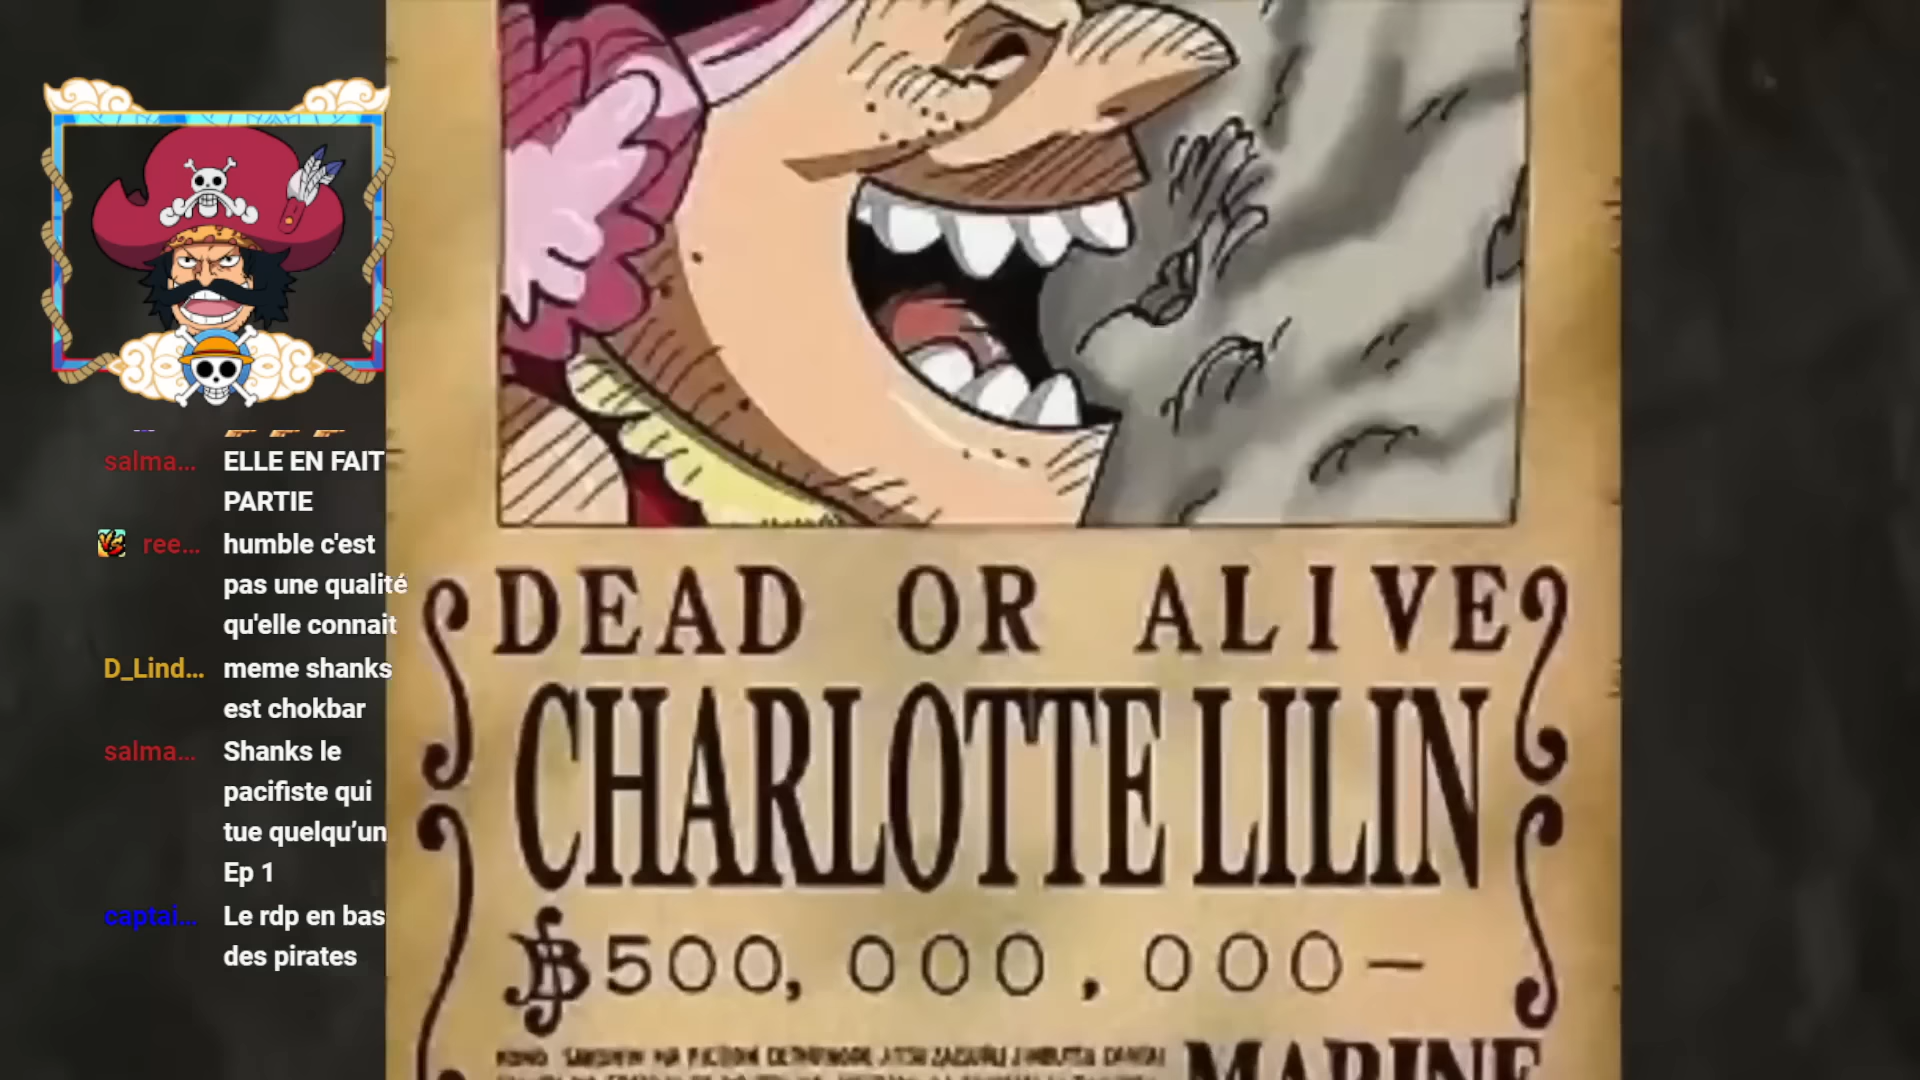 salma... ELLE EN FAIT
PARTIE
VS ree... humble c'est
pas une qualité
qu'elle connait
D_Lind... meme shanks
est chokbar
salma... Shanks le
pacifiste qui
tue quelqu’un
Ep 1
captai... Le rdp en bas
des pirates
DEAD OR ALIVE
CHARLOTTE LILIN
฿500,000,000—
MARINE